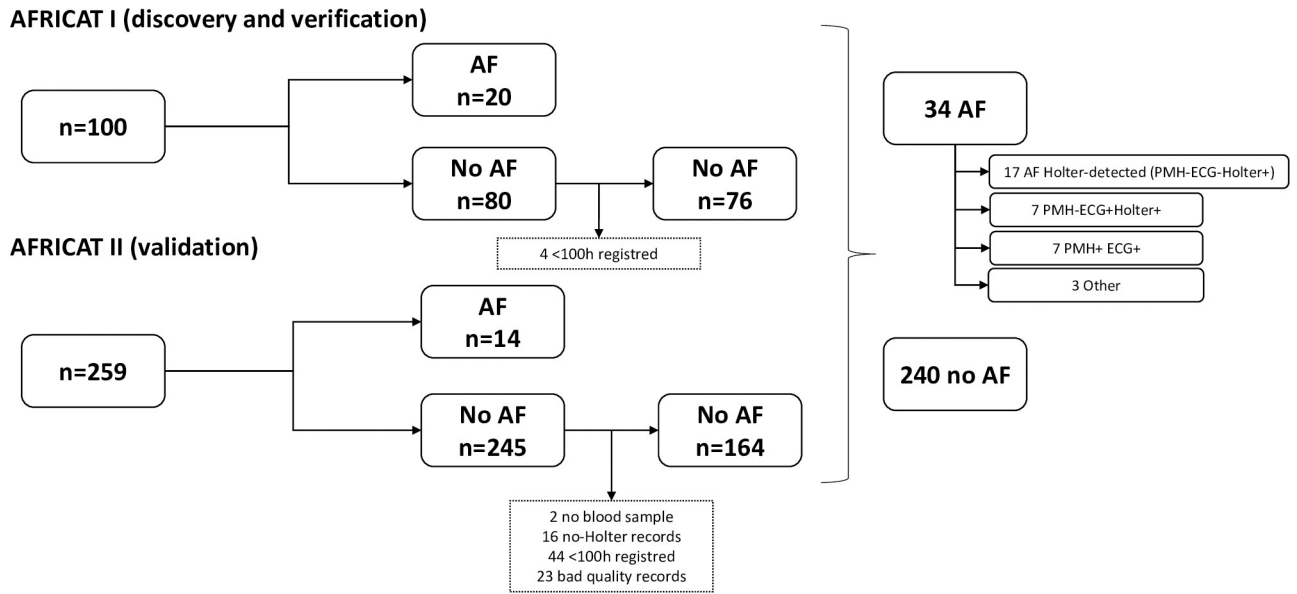 AFRICAT I (discovery and verification)
n=100
AF
n=20
No AF
n=80
No AF
n=76
4 <100h registred
AFRICAT II (validation)
n=259
AF
n=14
No AF
n=245
No AF
n=164
2 no blood sample
16 no-Holter records
44 <100h registred
23 bad quality records
34 AF
17 AF Holter-detected (PMH-ECG-Holter+)
7 PMH-ECG+Holter+
7 PMH+ ECG+
3 Other
240 no AF